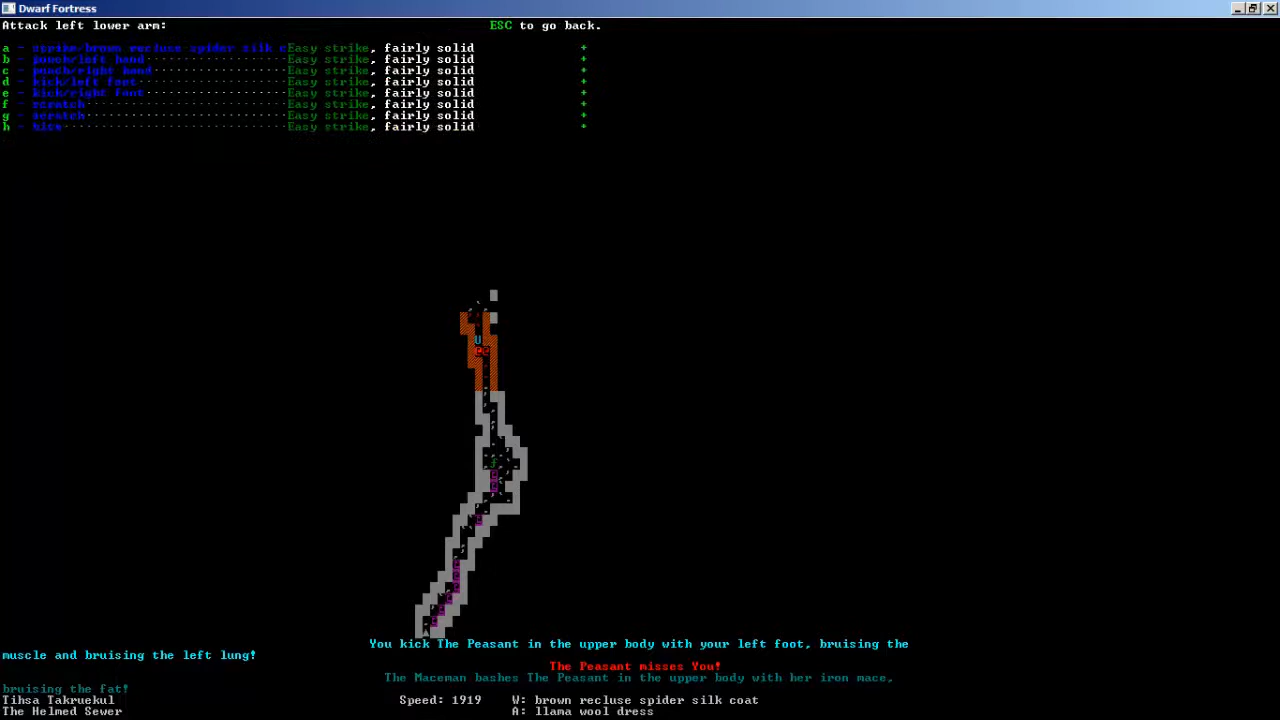 Dwarf Fortress
Attack left lower arm: ESC to go back.
a - strike/brown recluse spider silk c Easy strike, fairly solid +
b - punch/left hand Easy strike, fairly solid +
c - punch/right hand Easy strike, fairly solid +
d - kick/left foot Easy strike, fairly solid +
e - kick/right foot Easy strike, fairly solid +
f - scratch Easy strike, fairly solid +
g - scratch Easy strike, fairly solid +
h - bite Easy strike, fairly solid +
You kick The Peasant in the upper body with your left foot, bruising the
muscle and bruising the left lung!
The Peasant misses You!
The Maceman bashes The Peasant in the upper body with her iron mace,
bruising the fat!
Tihsa Takruekul Speed: 1919 W: brown recluse spider silk coat
The Helmed Sewer A: llama wool dress